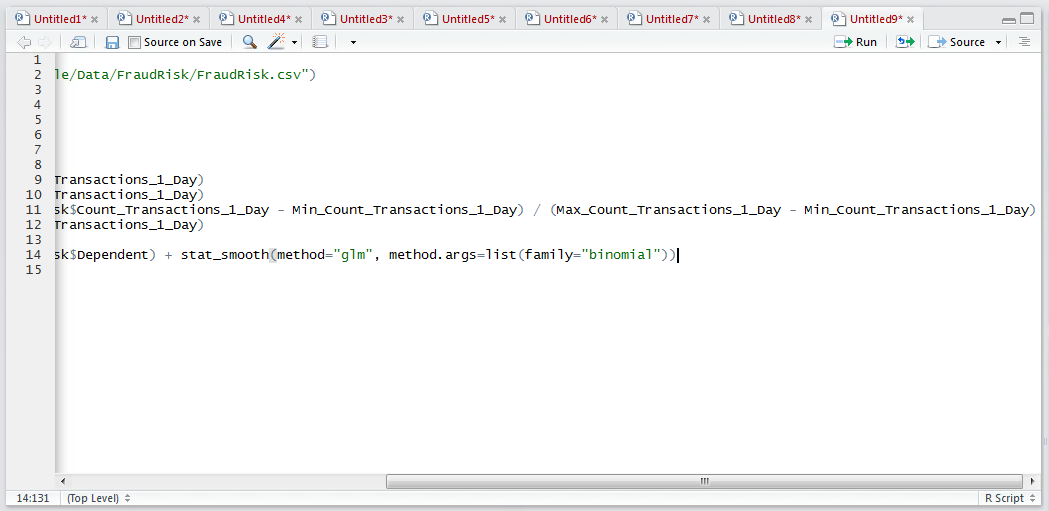 Untitled1* Untitled2* Untitled4* Untitled3* Untitled5* Untitled6* Untitled7* Untitled8* Untitled9*
Source on Save Run Source
1
2 le/Data/FraudRisk/FraudRisk.csv")
3
4
5
6
7
8
9 Transactions_1_Day)
10 Transactions_1_Day)
11 sk$Count_Transactions_1_Day - Min_Count_Transactions_1_Day) / (Max_Count_Transactions_1_Day - Min_Count_Transactions_1_Day)
12 Transactions_1_Day)
13
14 sk$Dependent) + stat_smooth(method="glm", method.args=list(family="binomial"))
15
14:131 (Top Level) R Script